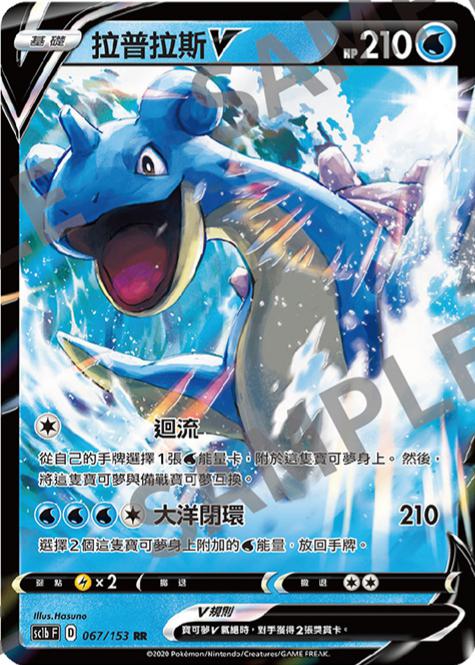 基礎 拉普拉斯V HP 210
SAMPLE
迴流
從自己的手牌選擇1張能量卡,附於這隻寶可夢身上。然後,
將這隻寶可夢與備戰寶可夢互換。
大洋閉環 210
選擇2個這隻寶可夢身上附加的能量,放回手牌。
弱點 ×2 抵抗 撤退
Illus.Hasuno
V規則
sc1b F D 067/153 RR 寶可夢V氣絕時,對手獲得2張獎賞卡。
©2020 Pokémon/Nintendo/Creatures/GAME FREAK.